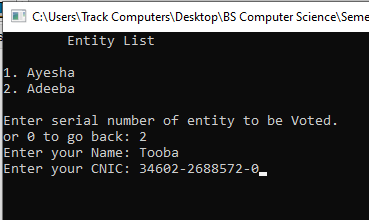 C:\Users\Track Computers\Desktop\BS Computer Science\Seme
Entity List
1. Ayesha
2. Adeeba
Enter serial number of entity to be Voted.
or 0 to go back: 2
Enter your Name: Tooba
Enter your CNIC: 34602-2688572-0